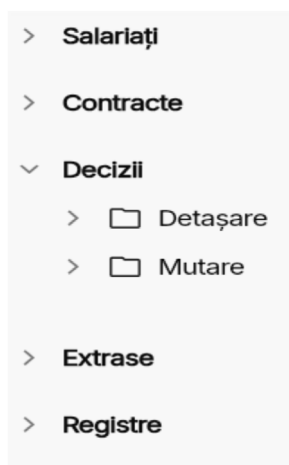 Salariați
Contracte
Decizii
Detașare
Mutare
Extrase
Registre